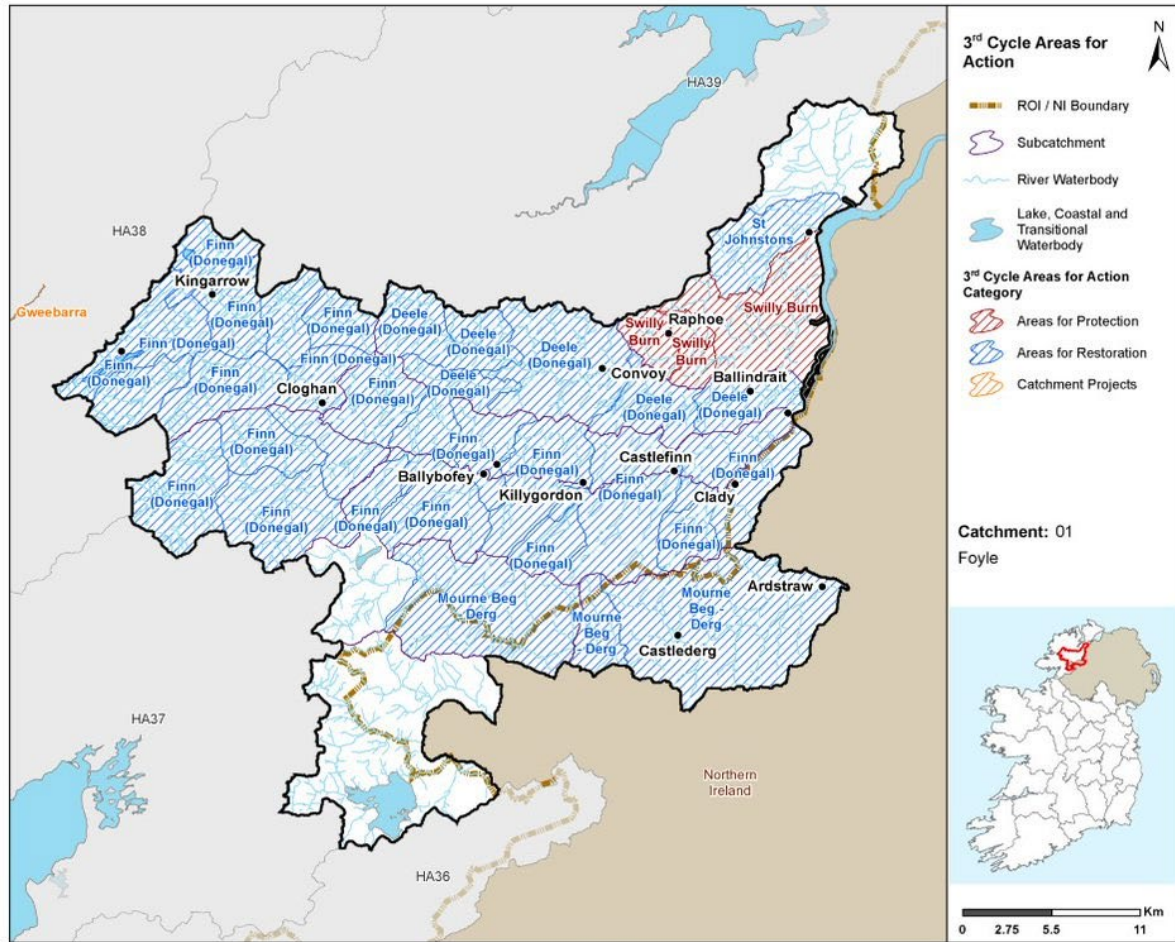 HA39
HA38
Gweebarra
HA37
HA36
Northern
Ireland
Finn
(Donegal)
Kingarrow
Finn
(Donegal)
Finn
(Donegal)
Finn (Donegal)
Finn
(Donegal)
Finn
(Donegal)
Finn (Donegal)
Cloghan
Finn
(Donegal)
Deele
(Donegal)
Deele
(Donegal)
Deele
(Donegal)
Deele
(Donegal)
Convoy
St
Johnstons
Swilly Burn
Swilly
Burn
Raphoe
Swilly
Burn
Ballindrait
Deele
(Donegal)
Deele
(Donegal)
Finn
(Donegal)
Finn
(Donegal)
Ballybofey
Finn
(Donegal)
Killygordon
Castlefinn
Finn
(Donegal)
Finn
(Donegal)
Clady
Finn
(Donegal)
Finn
(Donegal)
Finn
(Donegal)
Finn
(Donegal)
Finn
(Donegal)
Finn
(Donegal)
Finn
(Donegal)
Mourne Beg
Derg
Mourne
Beg
- Derg
Mourne
Beg -
Derg
Ardstraw
Castlederg
N
3rd Cycle Areas for
Action
ROI / NI Boundary
Subcatchment
River Waterbody
Lake, Coastal and
Transitional
Waterbody
3rd Cycle Areas for Action
Category
Areas for Protection
Areas for Restoration
Catchment Projects
Catchment: 01
Foyle
Km
0 2.75 5.5 11